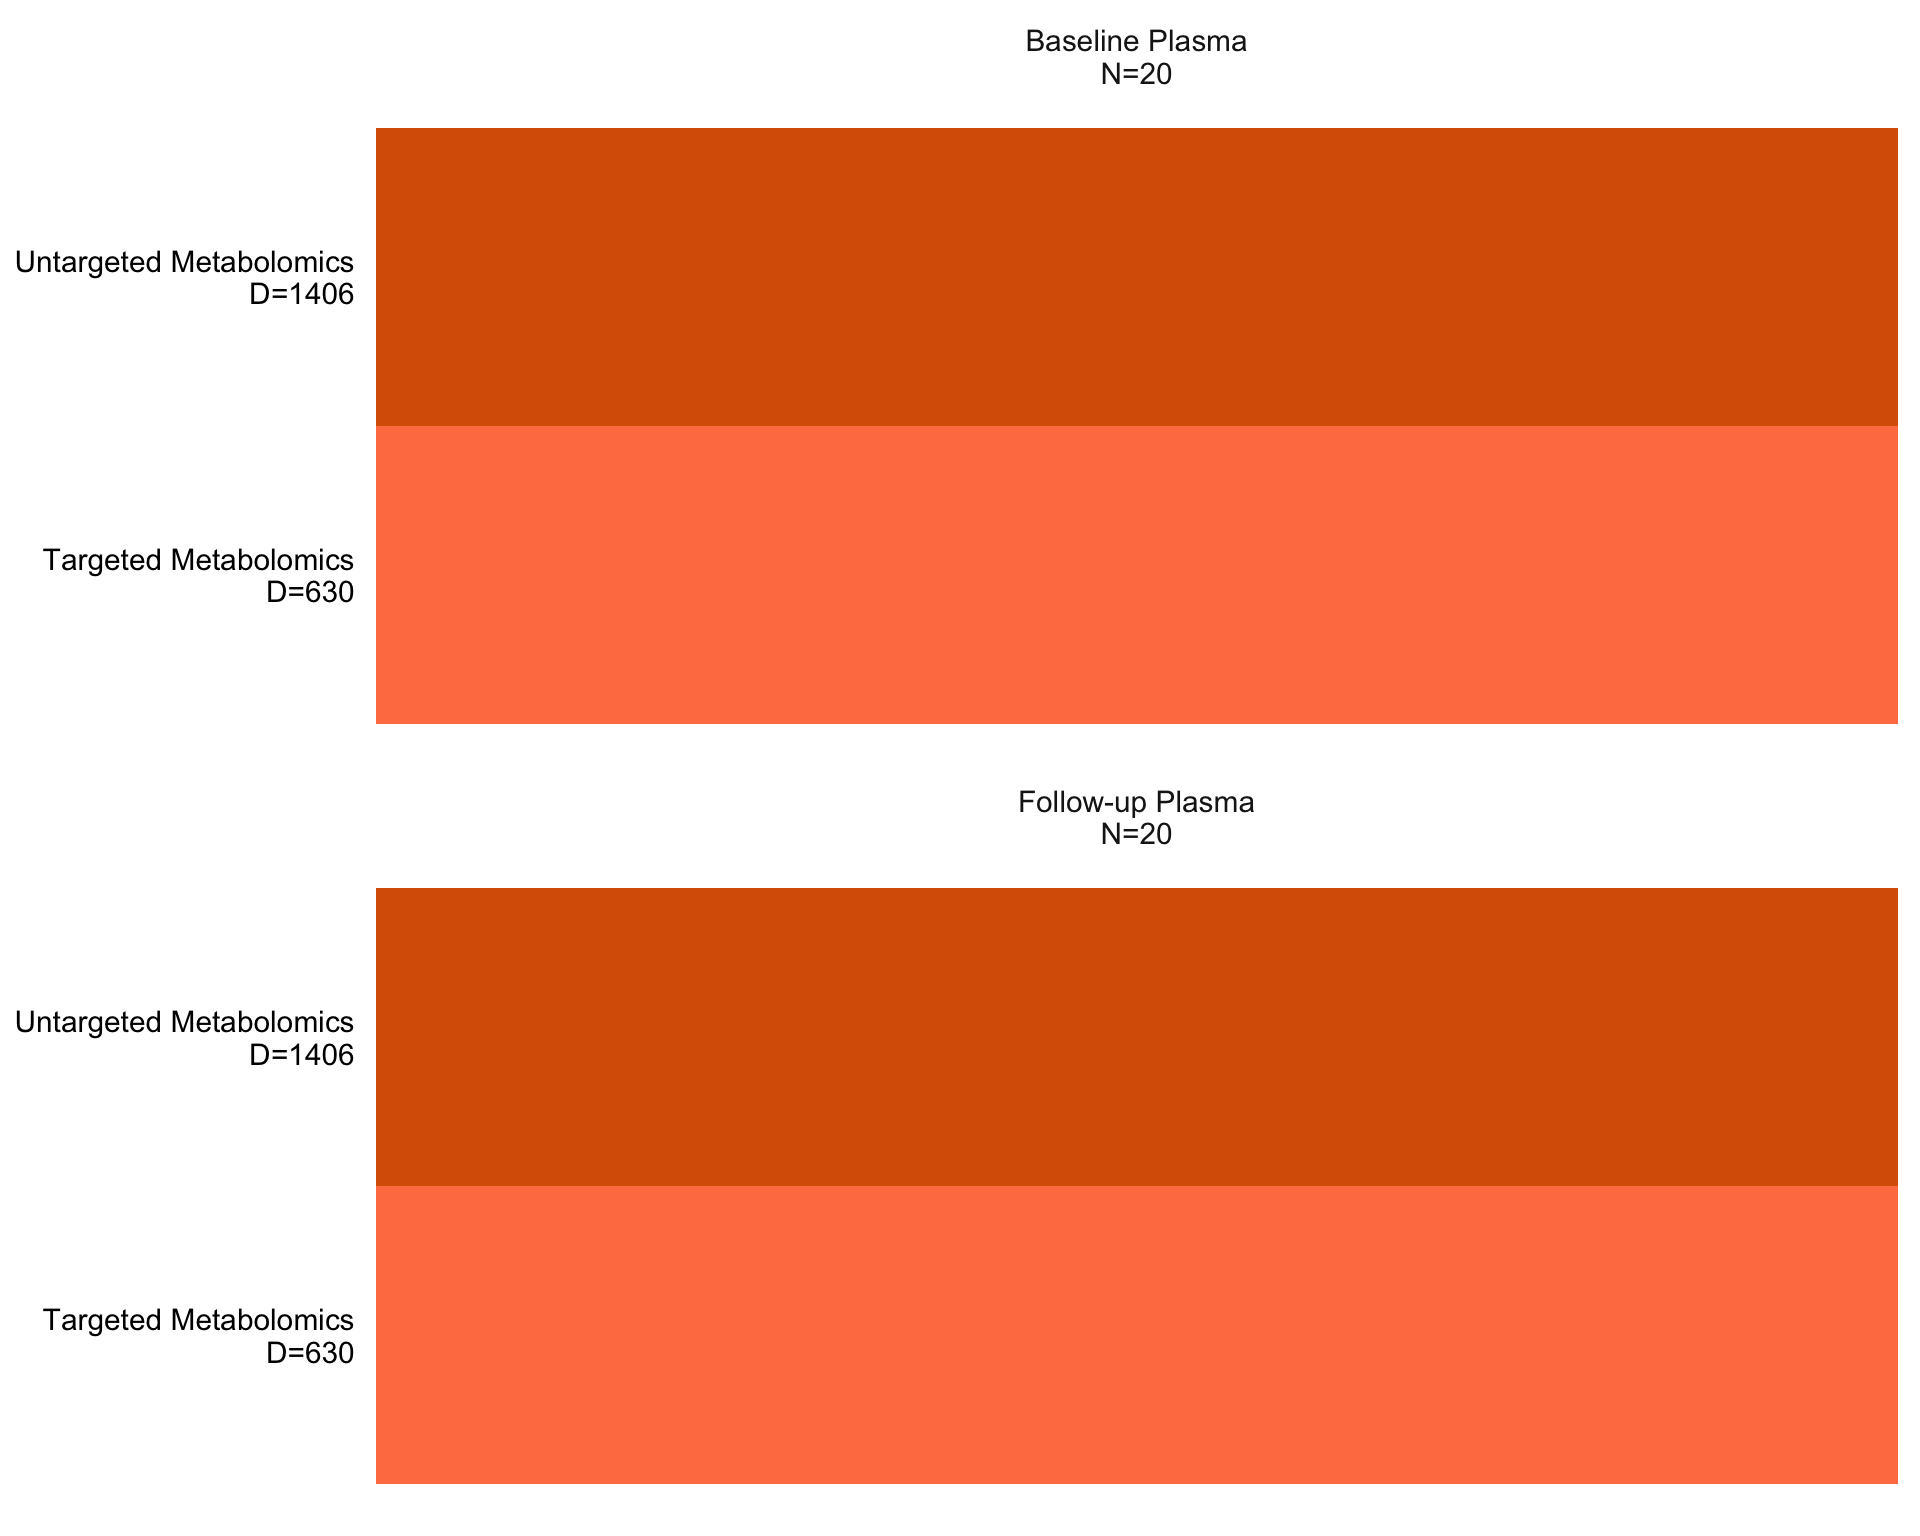 Baseline Plasma
N=20
Untargeted Metabolomics
D=1406
Targeted Metabolomics
D=630
Follow-up Plasma
N=20
Untargeted Metabolomics
D=1406
Targeted Metabolomics
D=630